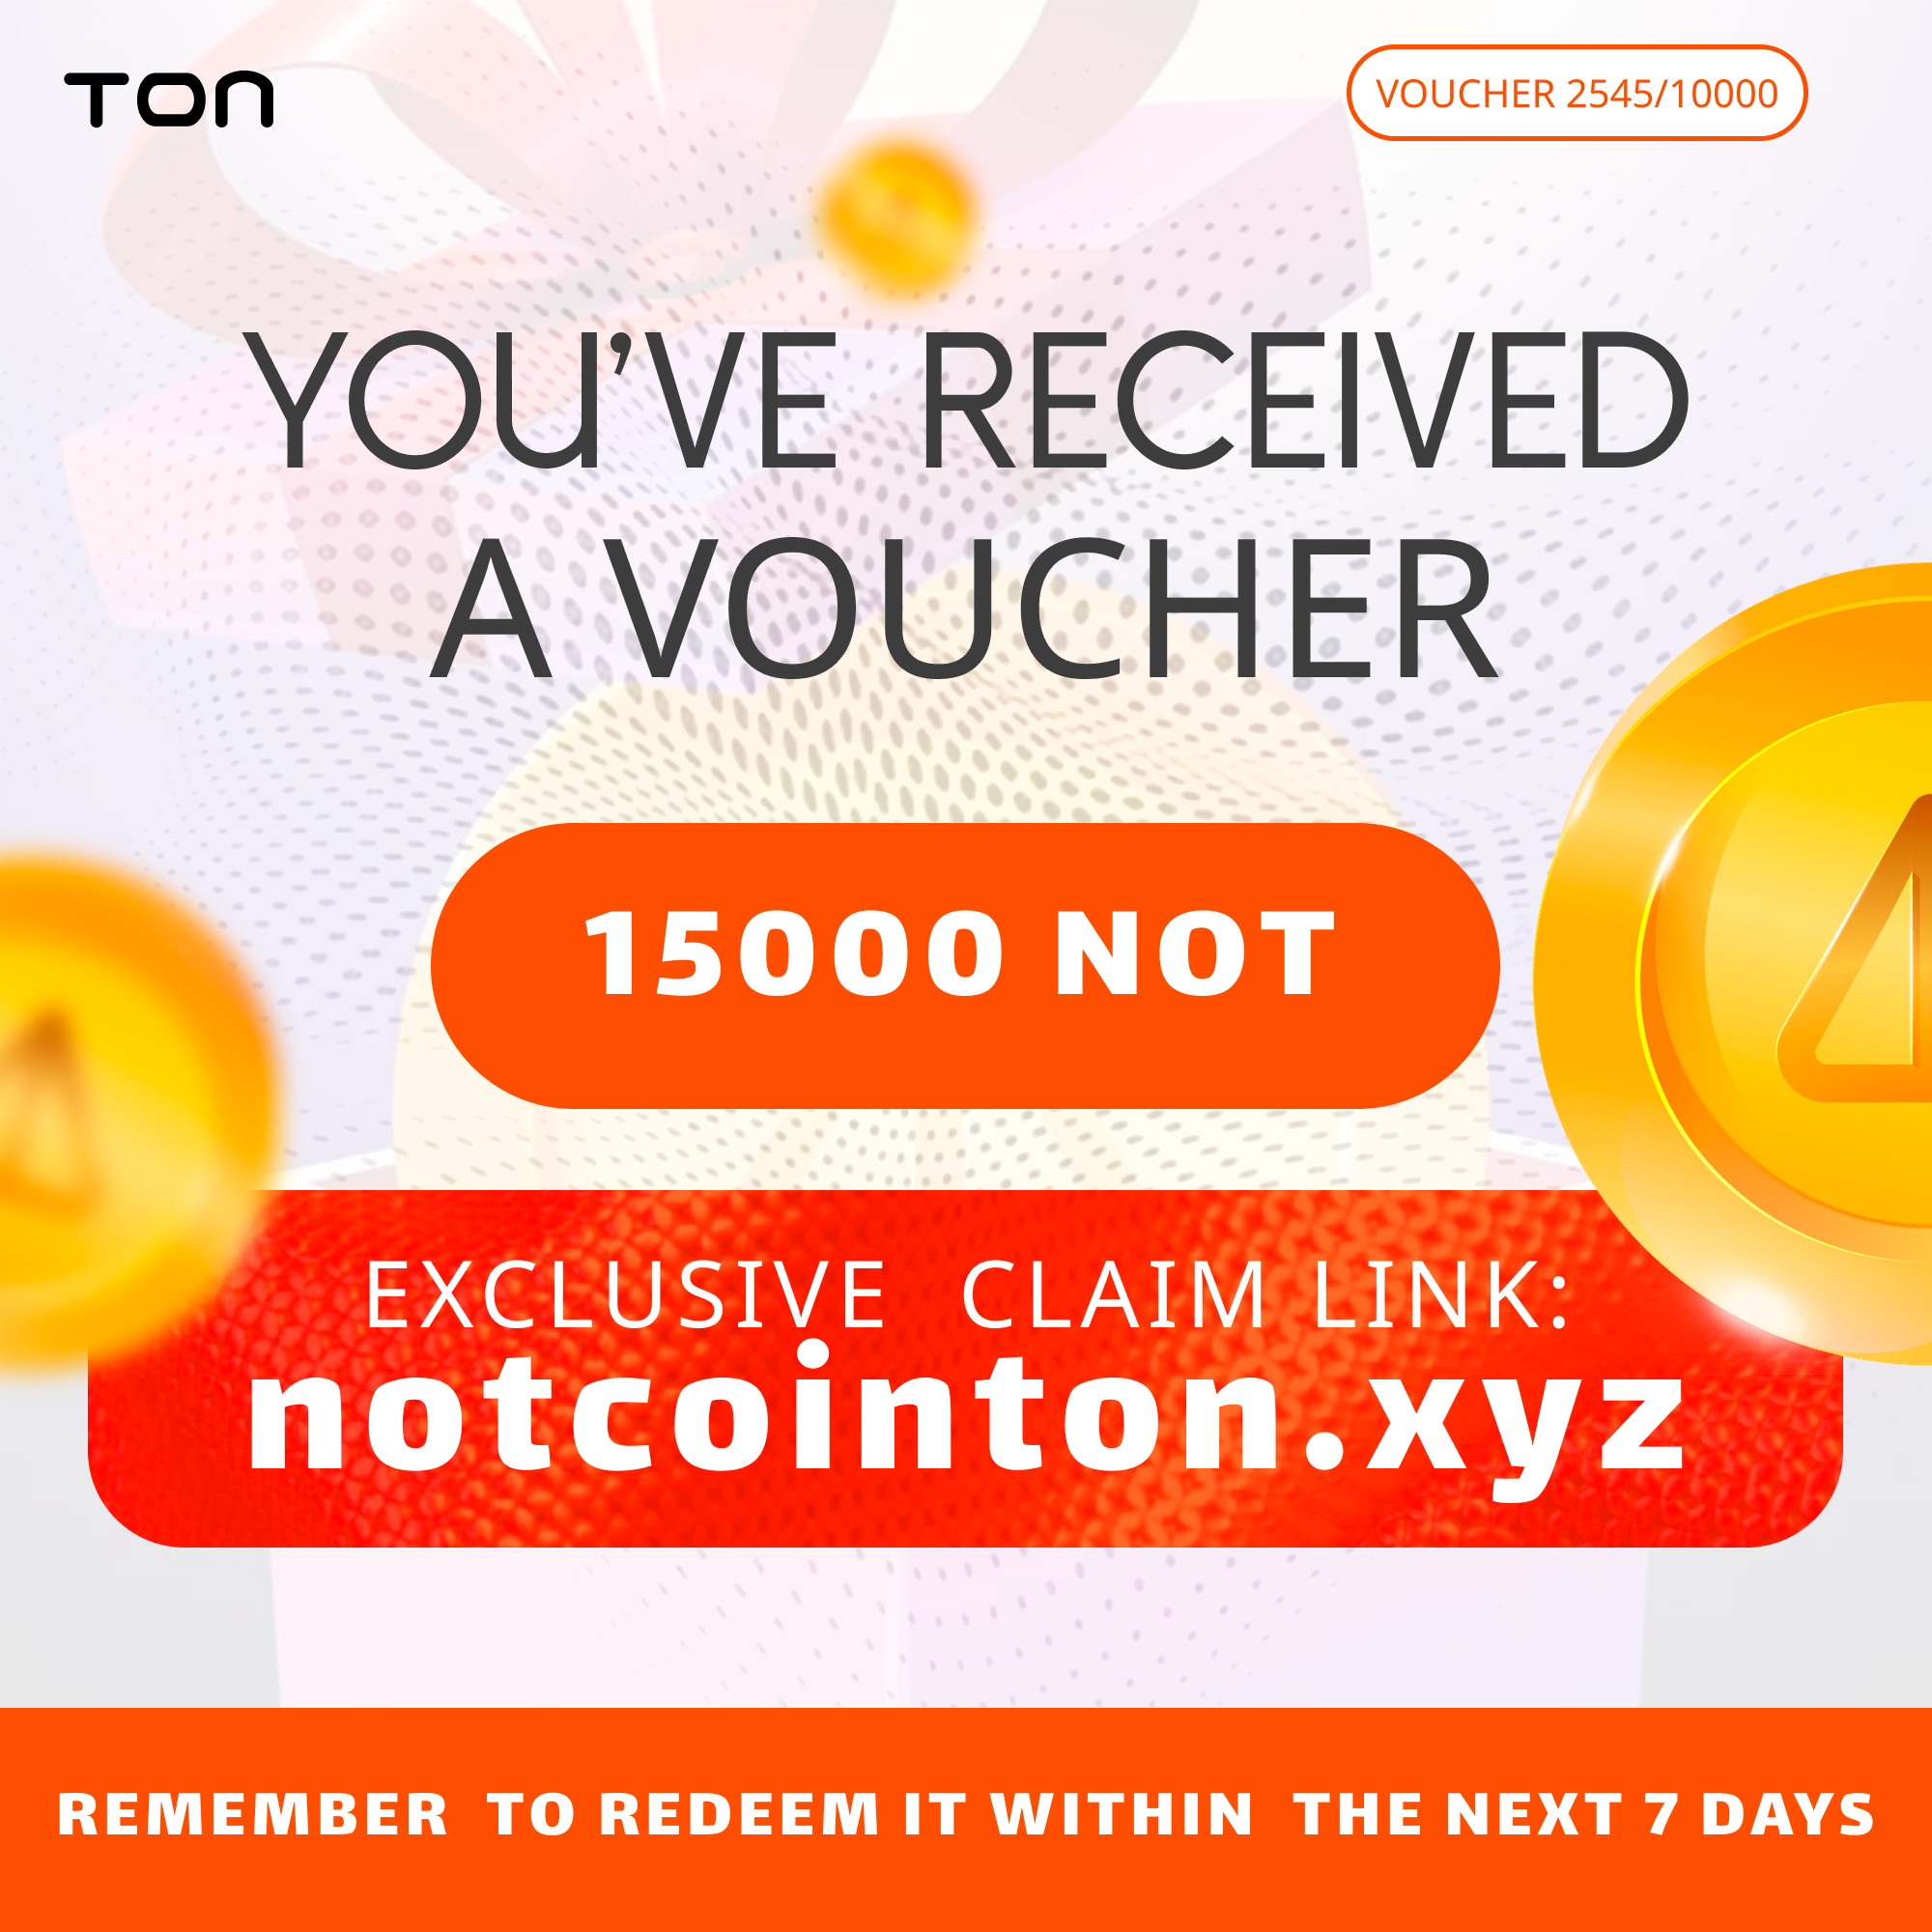 TON
VOUCHER 2545/10000
YOU'VE RECEIVED
A VOUCHER
15000 NOT
EXCLUSIVE CLAIM LINK:
notcointon.xyz
REMEMBER TO REDEEM IT WITHIN THE NEXT 7 DAYS